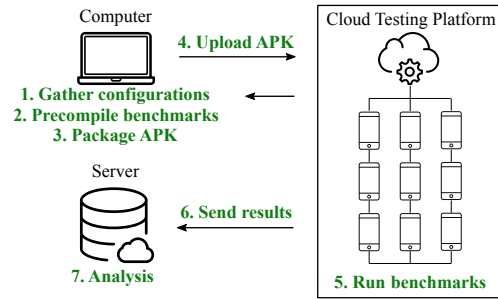 Computer
4. Upload APK
Cloud Testing Platform
1. Gather configurations
2. Precompile benchmarks
3. Package APK
Server
6. Send results
7. Analysis
5. Run benchmarks